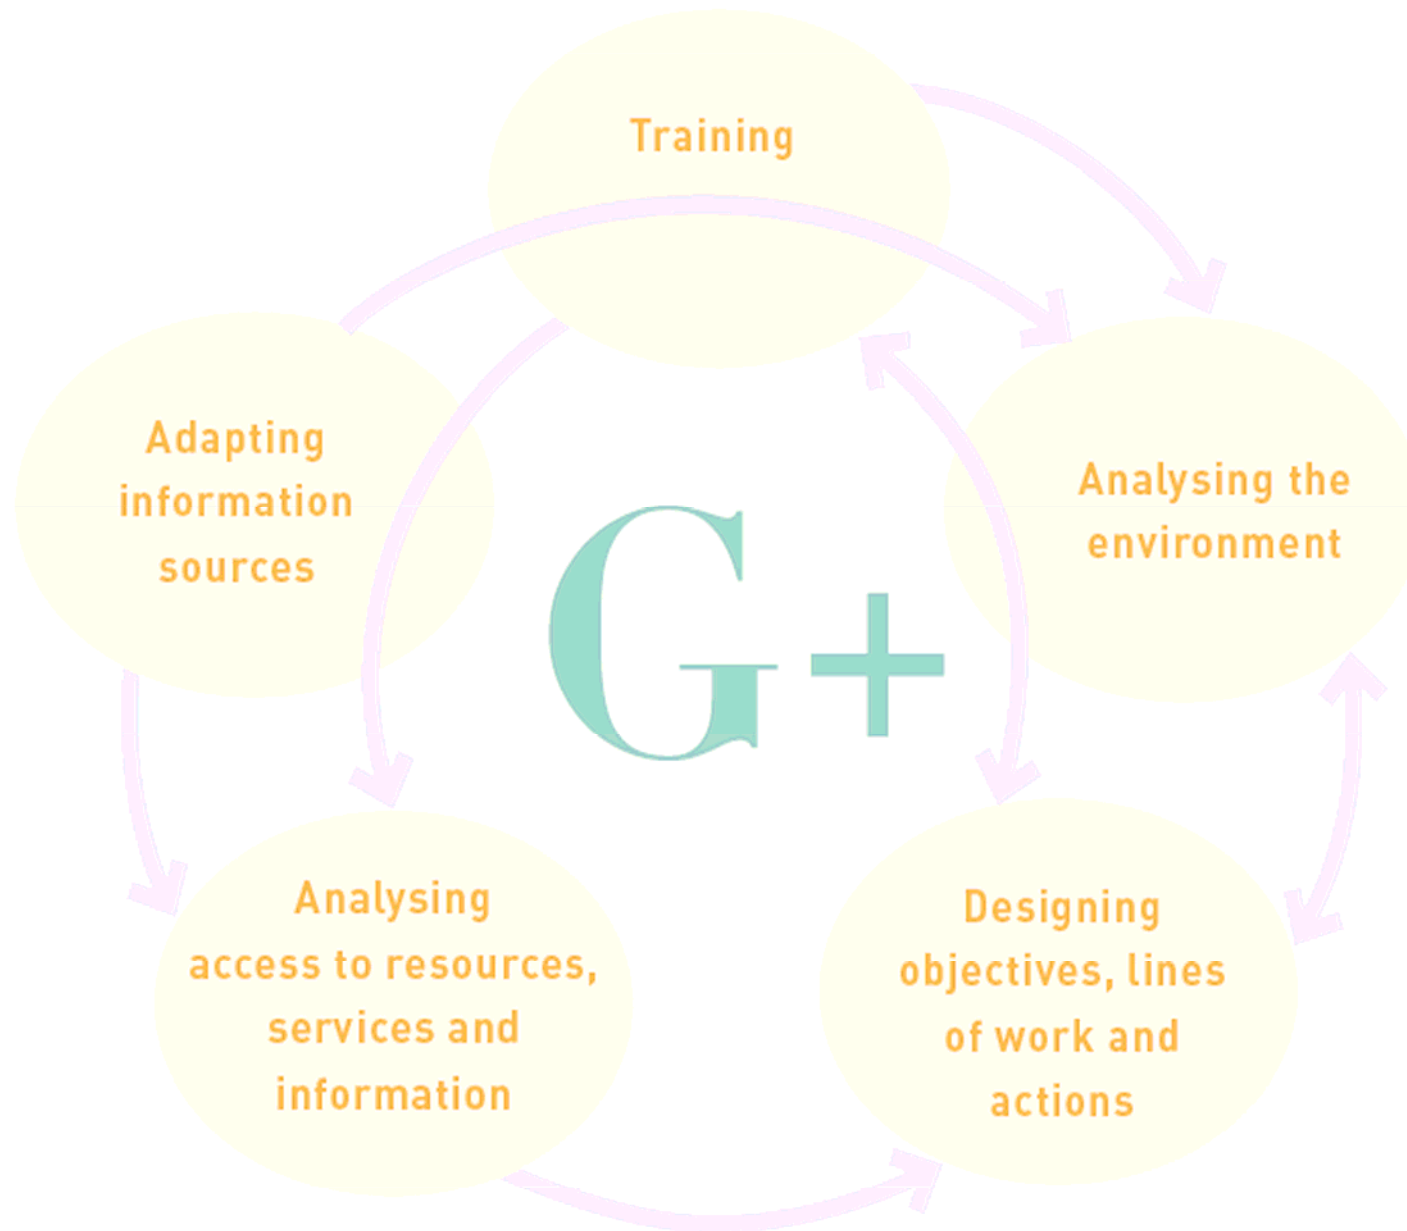 Training
Adapting
information
sources
Analysing the
environment
G+
Analysing
access to resources,
services and
information
Designing
objectives, lines
of work and
actions